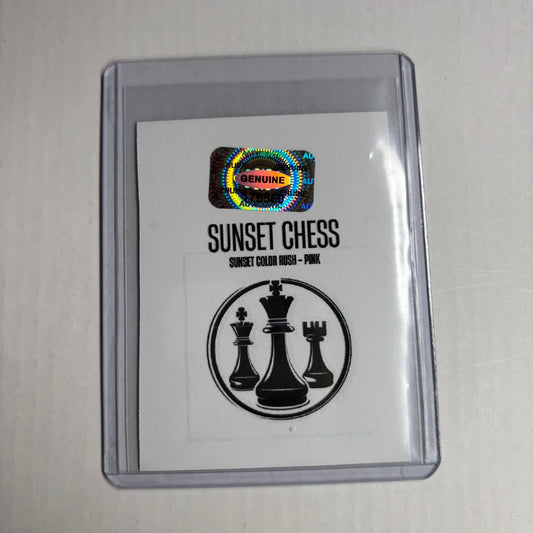 GENUINE
SUNSET CHESS
SUNSET COLOR RUSH - PINK